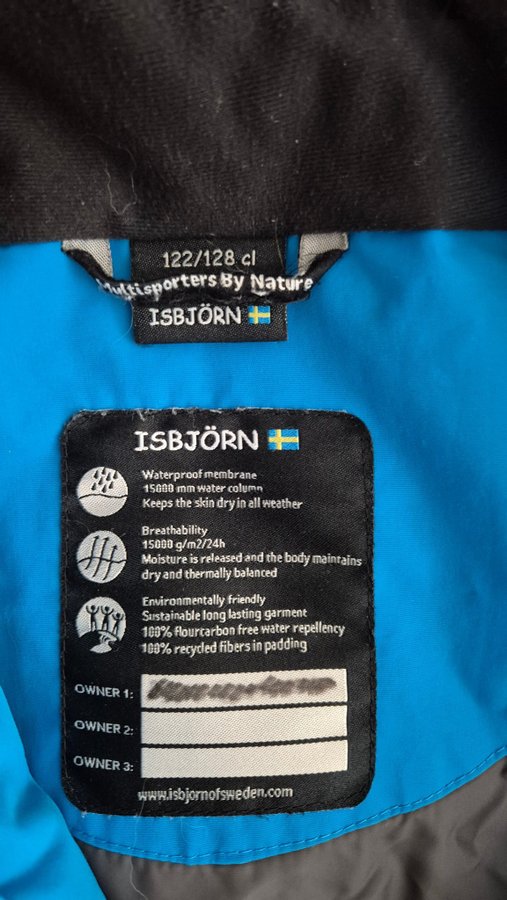 122/128 cl
Multisporters By Nature
ISBJÖRN
ISBJÖRN
Waterproof membrane
15000 mm water column
Keeps the skin dry in all weather
Breathability
15000 g/m2/24h
Moisture is released and the body maintains
dry and thermally balanced
Environmentally friendly
Sustainable long lasting garment
100% flourcarbon free water repellency
100% recycled fibers in padding
OWNER 1:
OWNER 2:
OWNER 3:
www.isbjornofsweden.com